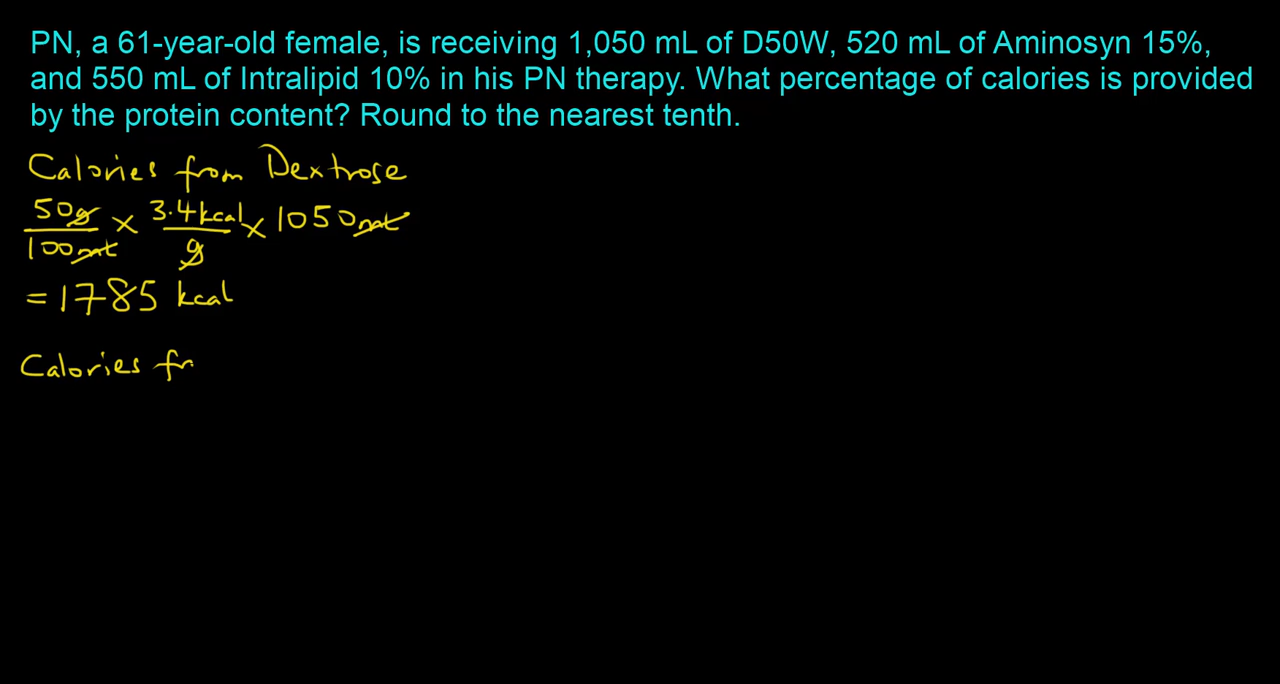 PN, a 61-year-old female, is receiving 1,050 mL of D50W, 520 mL of Aminosyn 15%,
and 550 mL of Intralipid 10% in his PN therapy. What percentage of calories is provided
by the protein content? Round to the nearest tenth.
Calories from Dextrose
50g/100mL × 3.4kcal/g × 1050mL
= 1785 kcal
Calories fr